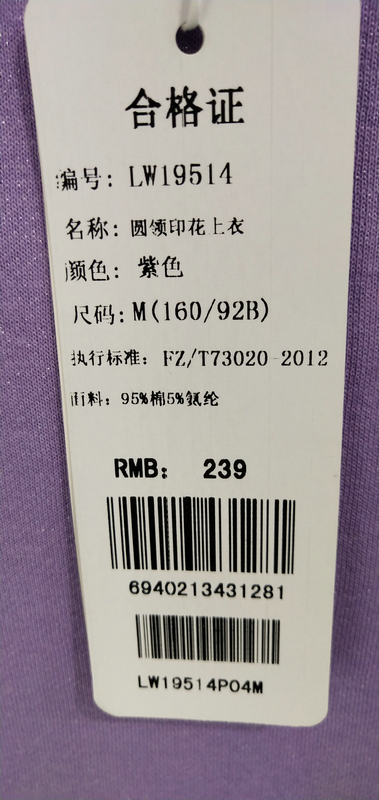 合格证
编号: LW19514
名称: 圆领印花上衣
颜色: 紫色
尺码: M(160/92B)
执行标准: FZ/T73020-2012
面料: 95%棉5%氨纶
RMB: 239
6940213431281
LW19514P04M